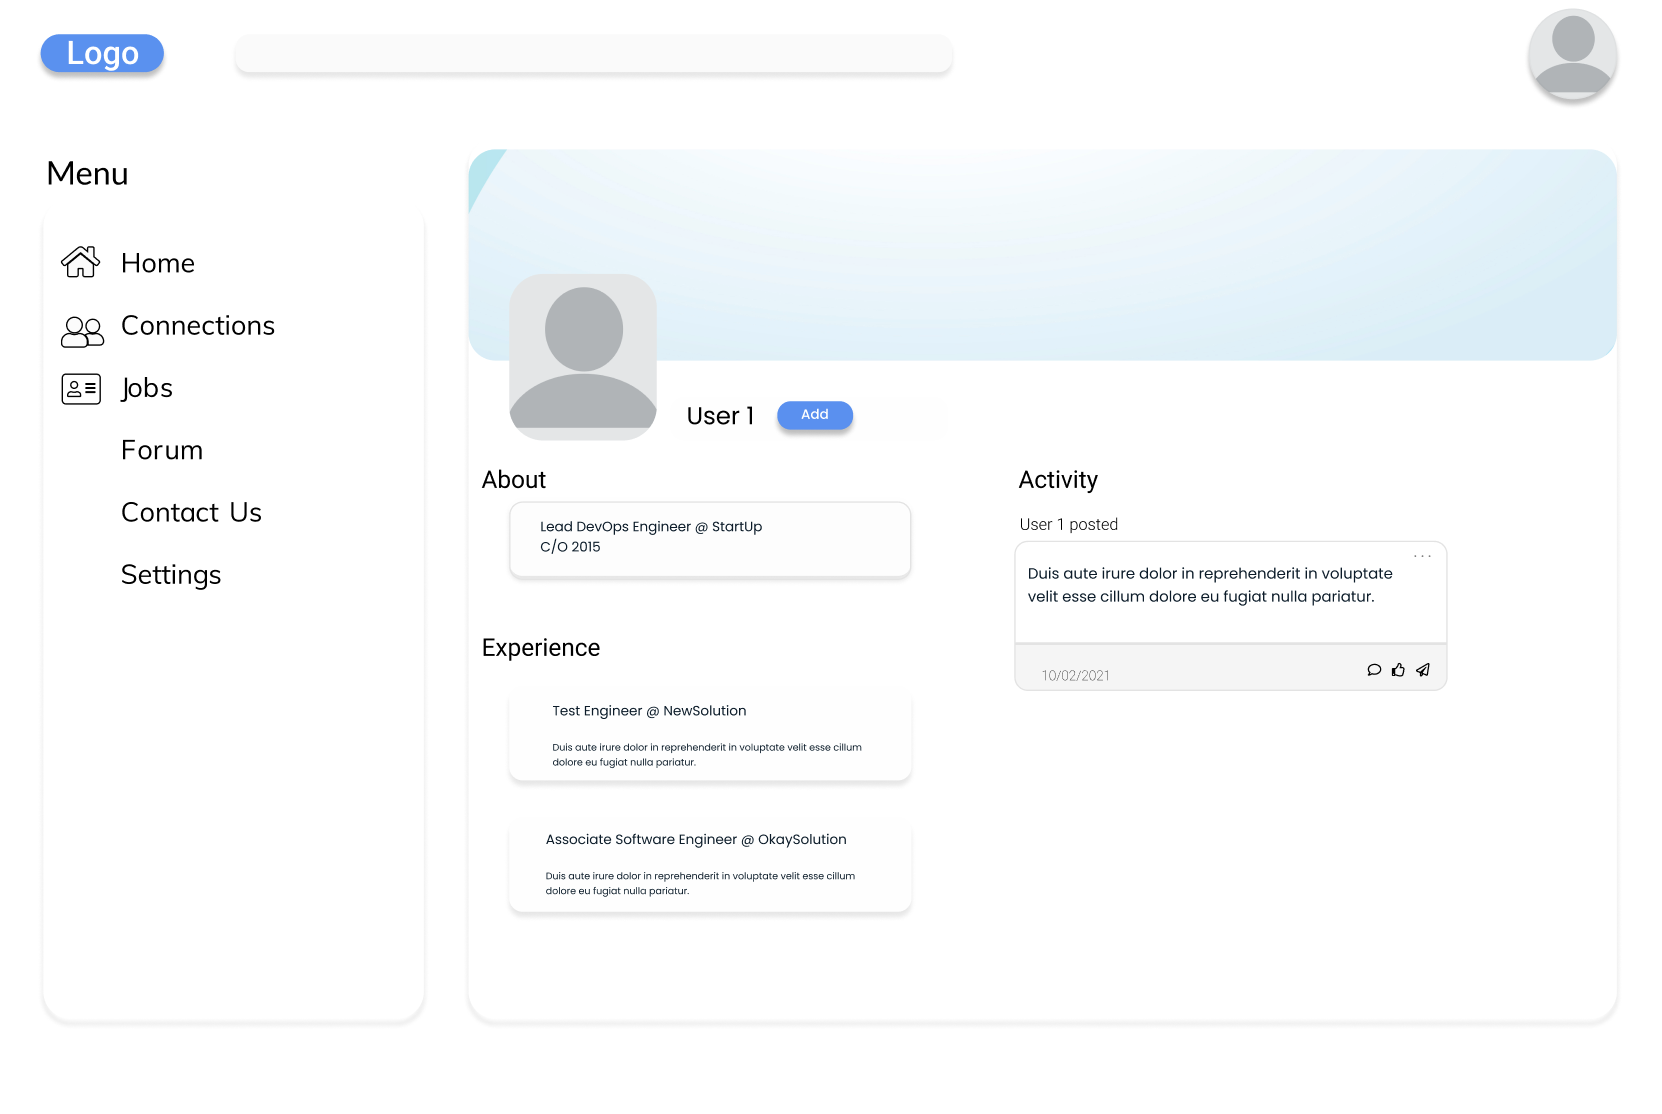 Logo
Menu
Home
Connections
Jobs
Forum
Contact Us
Settings
User 1
Add
About
Lead DevOps Engineer @ StartUp
C/O 2015
Experience
Test Engineer @ NewSolution
Duis aute irure dolor in reprehenderit in voluptate velit esse cillum
dolore eu fugiat nulla pariatur.
Associate Software Engineer @ OkaySolution
Duis aute irure dolor in reprehenderit in voluptate velit esse cillum
dolore eu fugiat nulla pariatur.
Activity
User 1 posted
...
Duis aute irure dolor in reprehenderit in voluptate
velit esse cillum dolore eu fugiat nulla pariatur.
10/02/2021